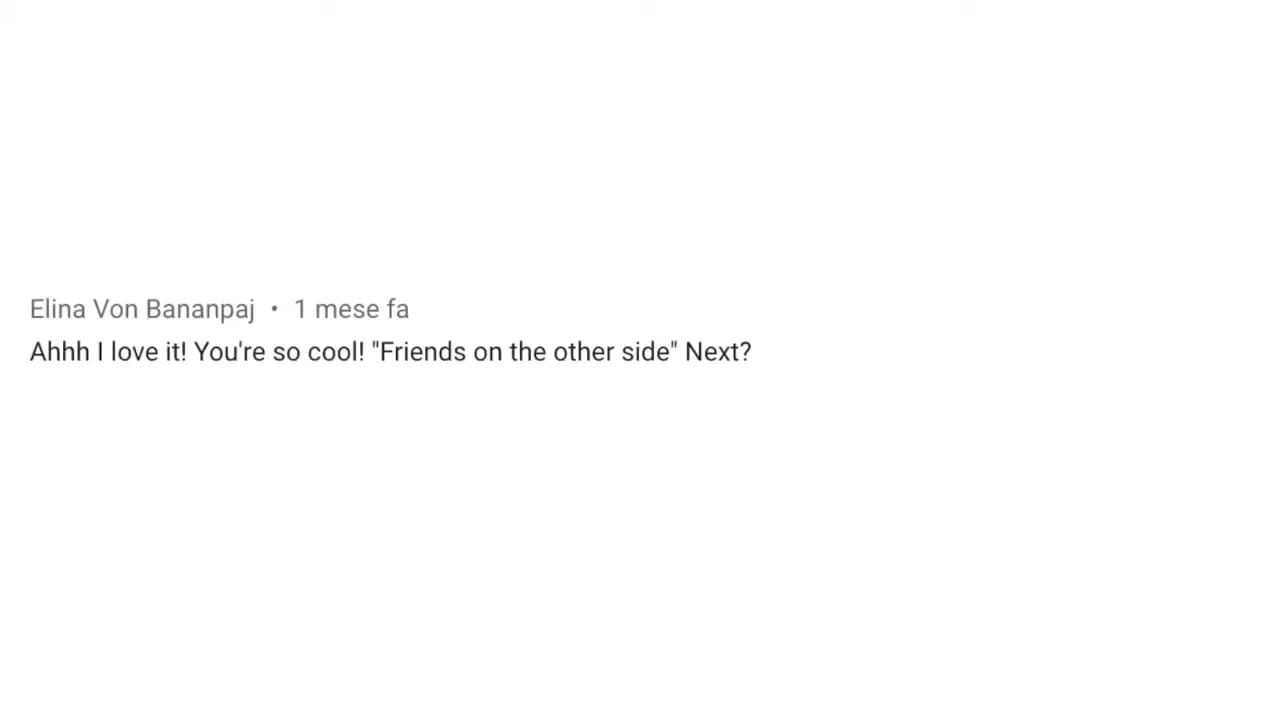 Elina Von Bananpaj • 1 mese fa
Ahhh I love it! You're so cool! "Friends on the other side" Next?